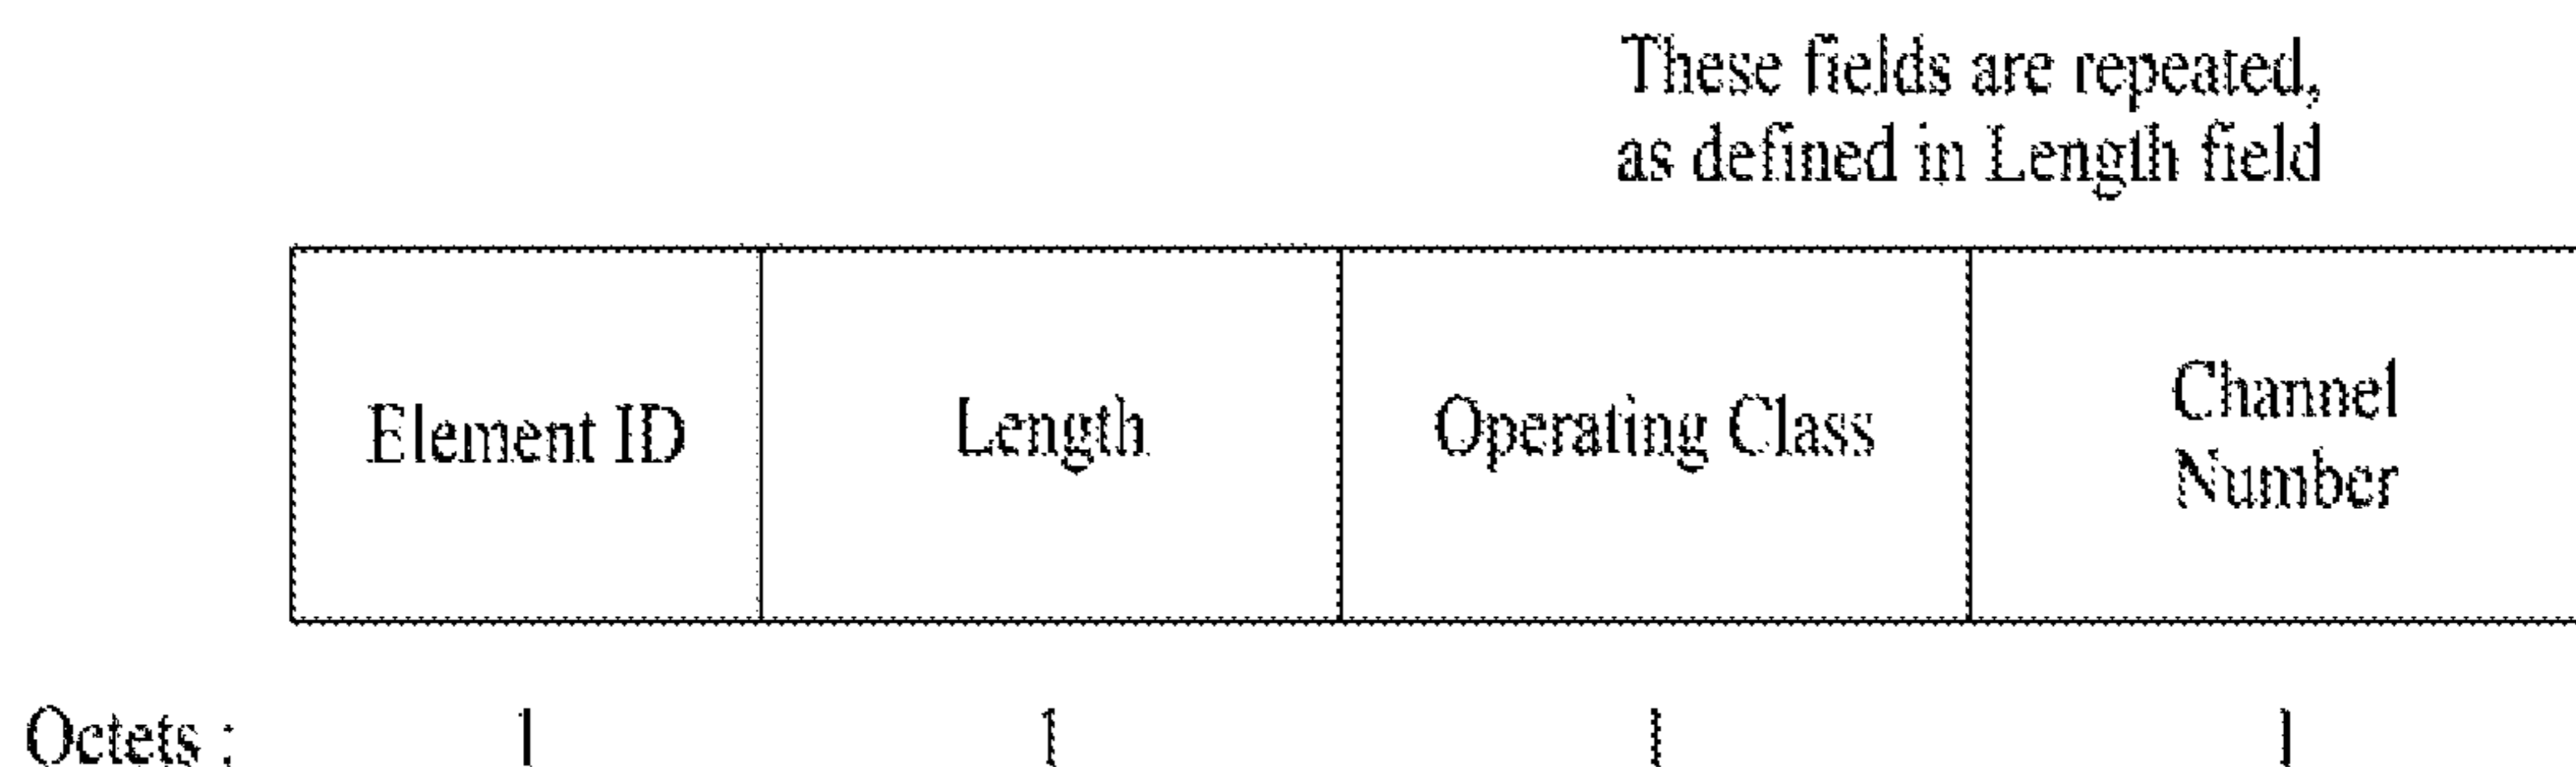 These fields are repeated,
as defined in Length field
Element ID
Length
Operating Class
Channel
Number
Octets : 1 1 1 1